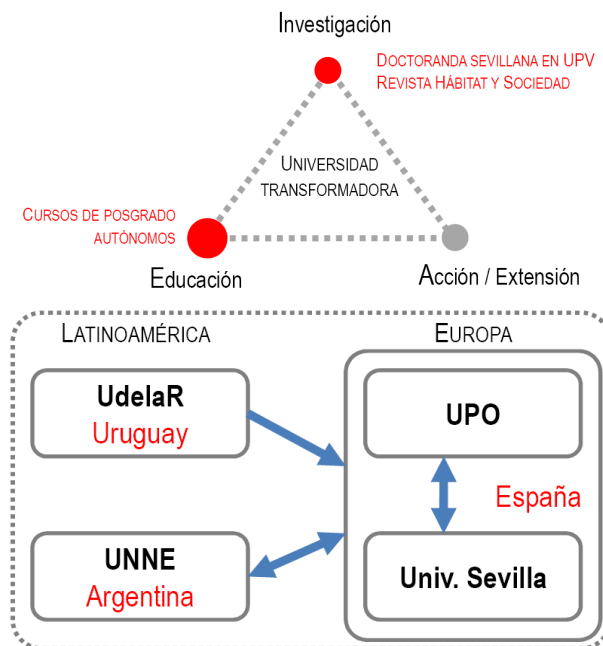 Investigación
DOCTORANDA SEVILLANA EN UPV
REVISTA HÁBITAT Y SOCIEDAD
UNIVERSIDAD
TRANSFORMADORA
CURSOS DE POSGRADO
AUTÓNOMOS
Educación
Acción / Extensión
LATINOAMÉRICA
EUROPA
UdelaR
Uruguay
UPO
España
UNNE
Argentina
Univ. Sevilla